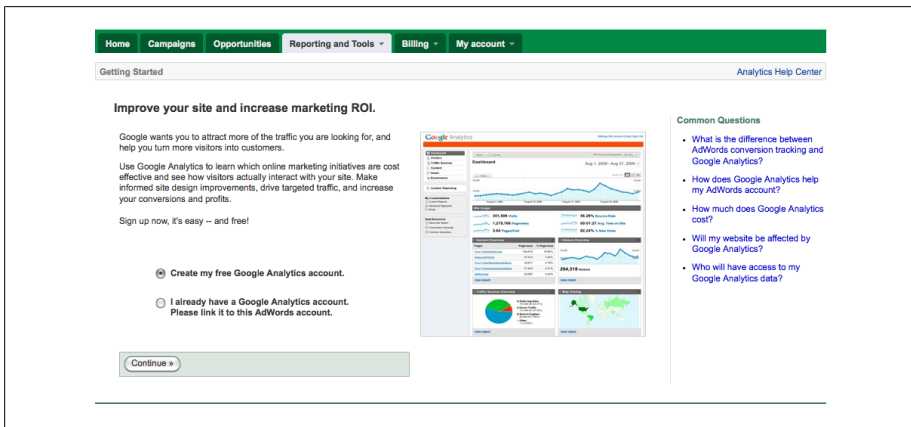 Home Campaigns Opportunities Reporting and Tools Billing My account
Getting Started Analytics Help Center
Improve your site and increase marketing ROI.
Google wants you to attract more of the traffic you are looking for, and
help you turn more visitors into customers.
Use Google Analytics to learn which online marketing initiatives are cost
effective and see how visitors actually interact with your site. Make
informed site design improvements, drive targeted traffic, and increase
your conversions and profits.
Sign up now, it's easy -- and free!
Create my free Google Analytics account.
I already have a Google Analytics account.
Please link it to this AdWords account.
Continue »
Google Analytics
Dashboard
Aug 1, 2009 - Aug 31, 2009
Common Questions
What is the difference between
AdWords conversion tracking and
Google Analytics?
How does Google Analytics help
my AdWords account?
How much does Google Analytics
cost?
Will my website be affected by
Google Analytics?
Who will have access to my
Google Analytics data?